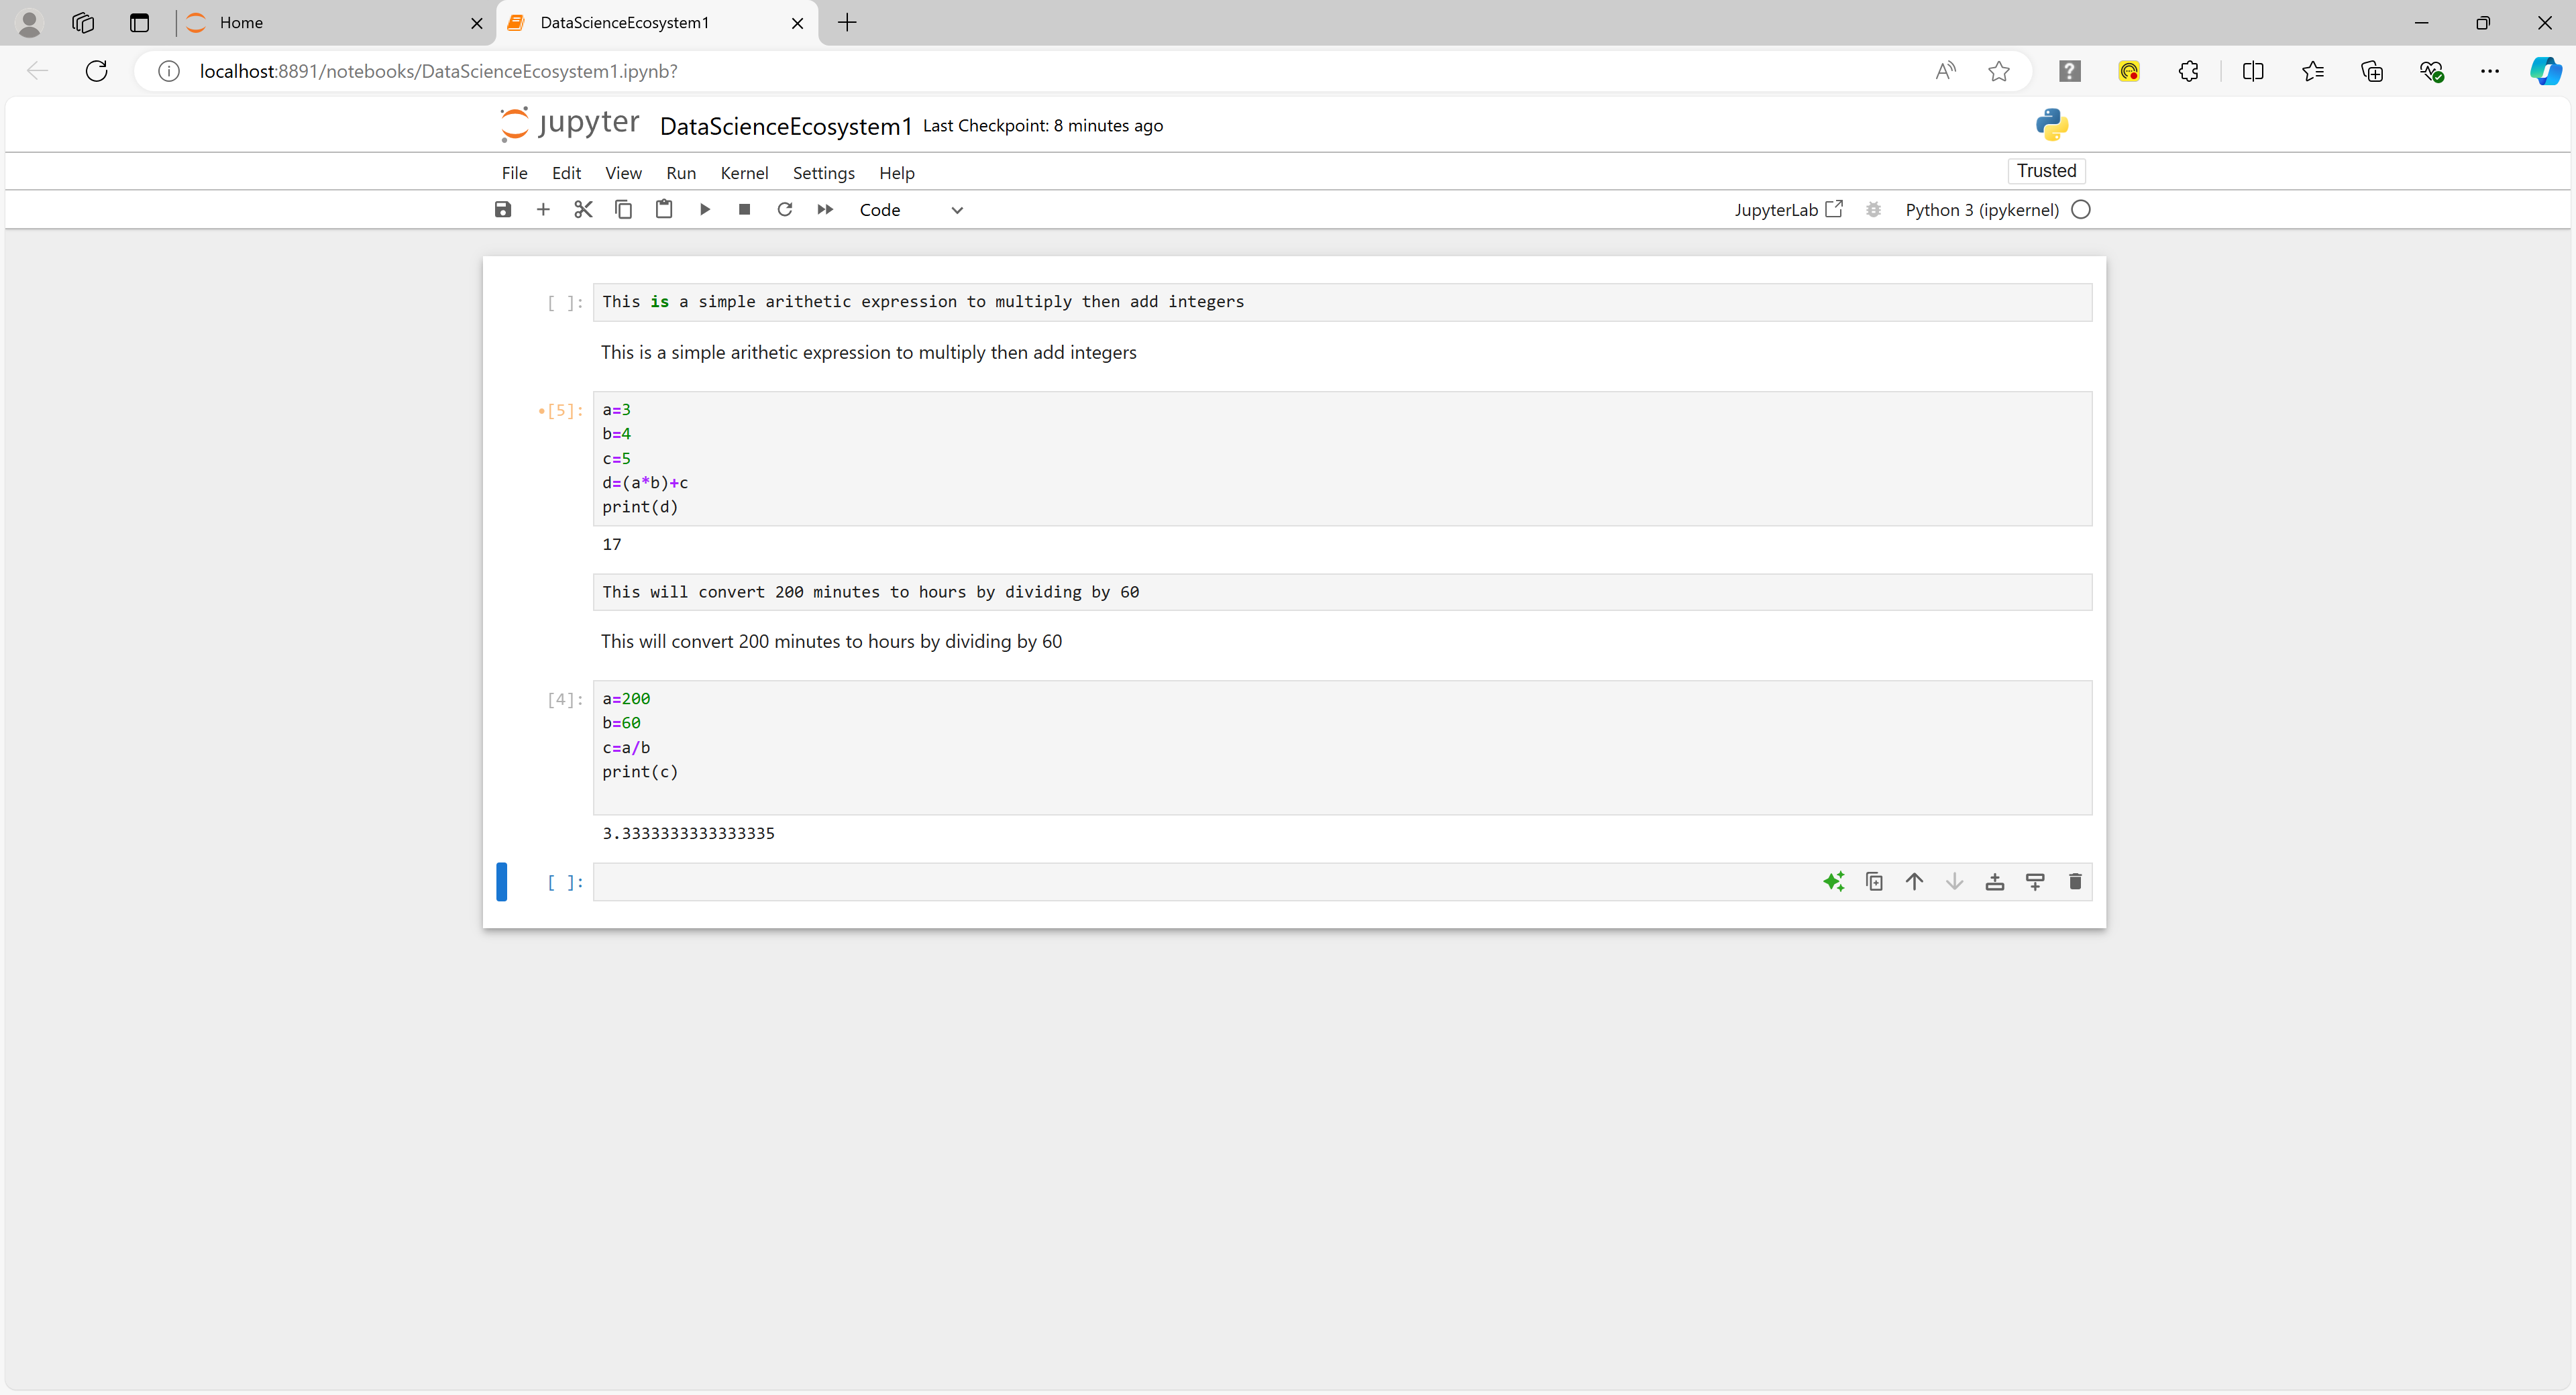 Home
DataScienceEcosystem1
localhost:8891/notebooks/DataScienceEcosystem1.ipynb?
jupyter DataScienceEcosystem1 Last Checkpoint: 8 minutes ago
File Edit View Run Kernel Settings Help
Trusted
Code
JupyterLab
Python 3 (ipykernel)
[ ]: This is a simple arithetic expression to multiply then add integers
This is a simple arithetic expression to multiply then add integers
•[5]: a=3
b=4
c=5
d=(a*b)+c
print(d)
17
This will convert 200 minutes to hours by dividing by 60
This will convert 200 minutes to hours by dividing by 60
[4]: a=200
b=60
c=a/b
print(c)
3.3333333333333335
[ ]: